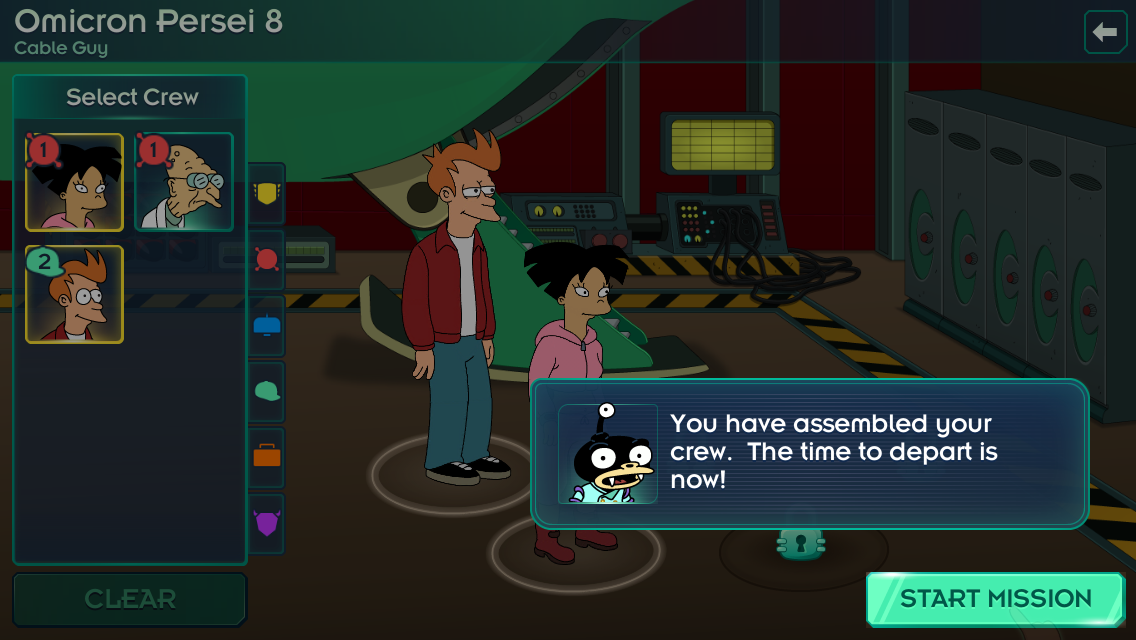 Omicron Persei 8
Cable Guy
Select Crew
1
1
2
You have assembled your
crew.  The time to depart is
now!
CLEAR
START MISSION